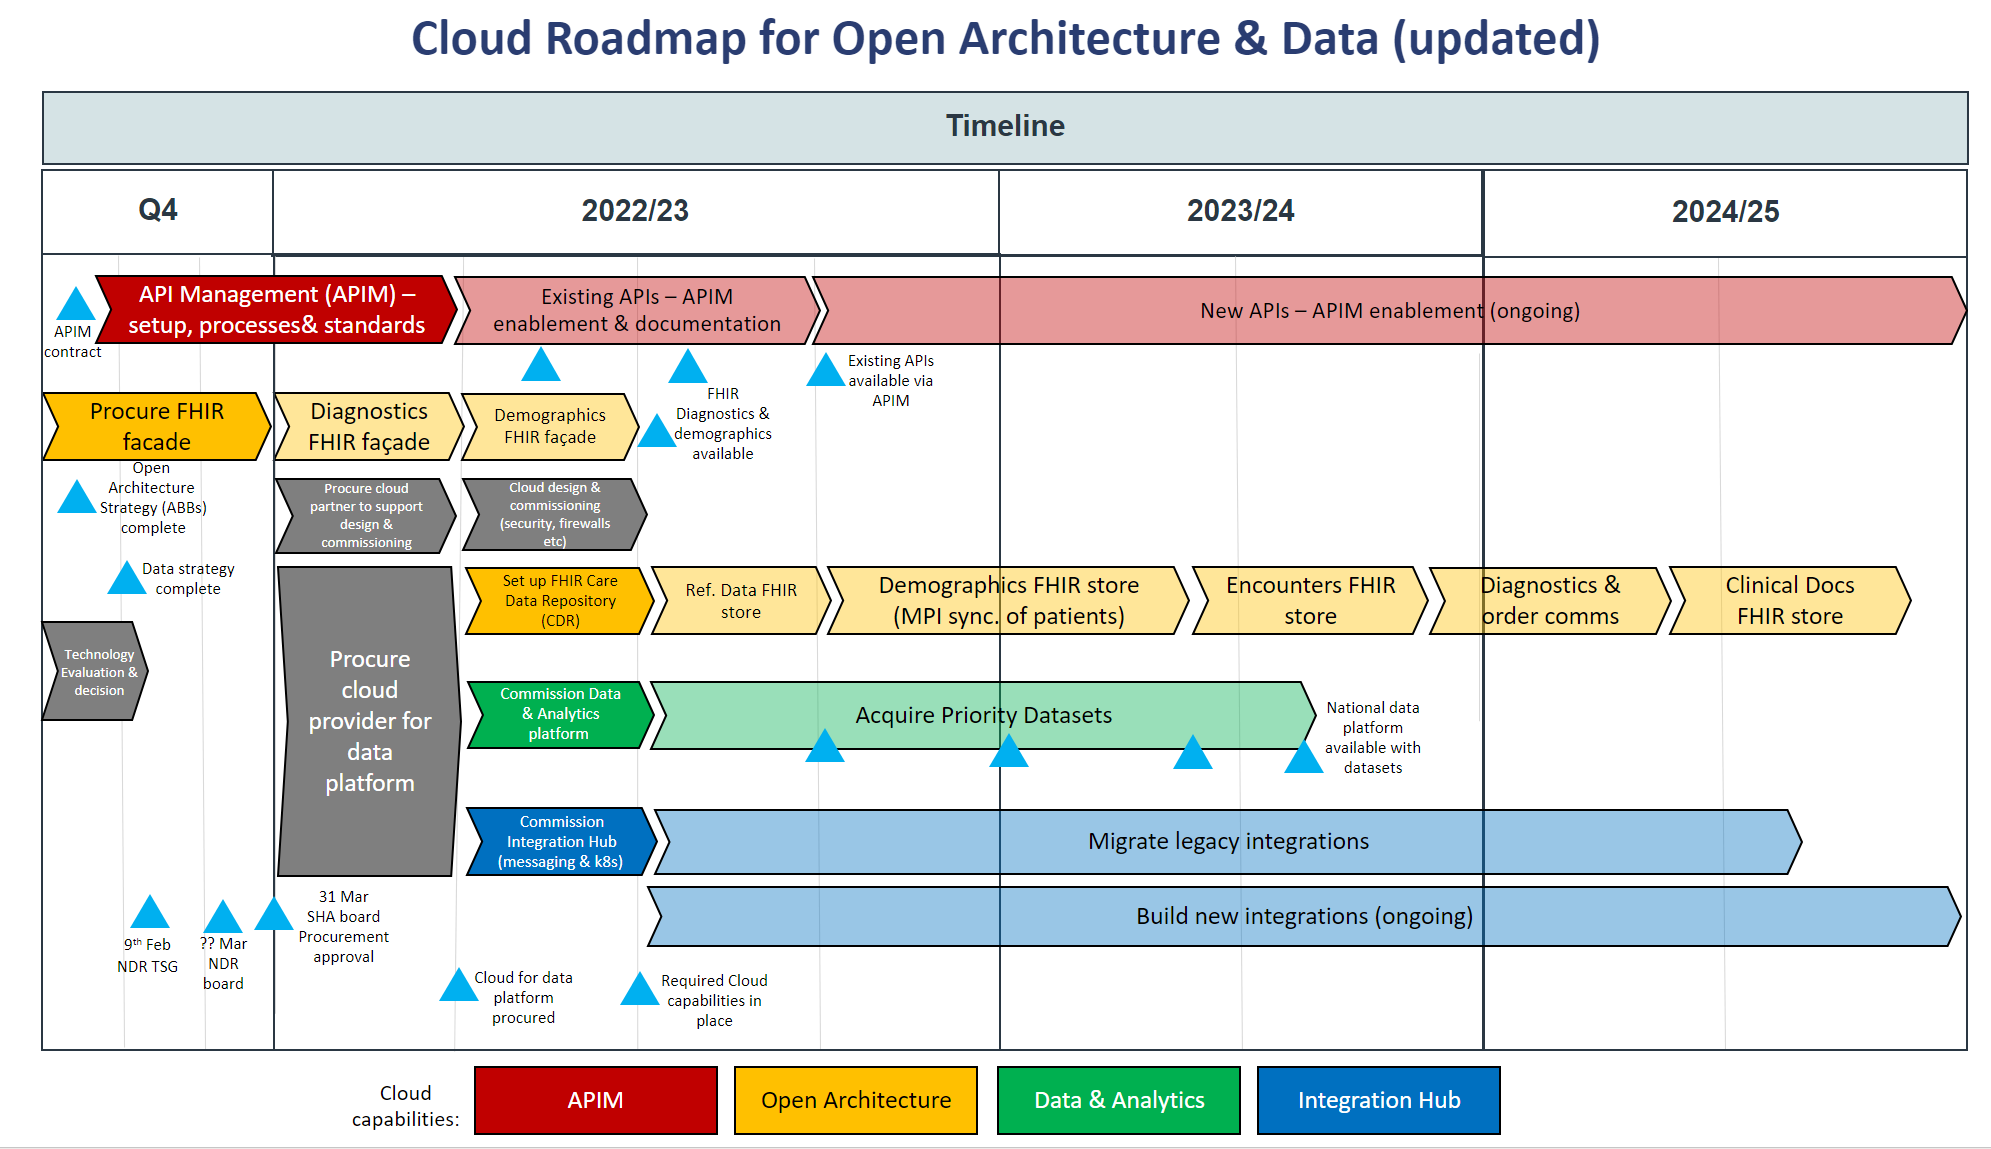 Cloud Roadmap for Open Architecture & Data (updated)
Timeline
Q4
2022/23
2023/24
2024/25
API Management (APIM) –
setup, processes& standards
Existing APIs – APIM
enablement & documentation
New APIs – APIM enablement (ongoing)
APIM
contract
Existing APIs
available via
APIM
Procure FHIR
facade
Diagnostics
FHIR façade
Demographics
FHIR façade
FHIR
Diagnostics &
demographics
available
Open
Architecture
Strategy (ABBs)
complete
Procure cloud
partner to support
design &
commissioning
Cloud design &
commissioning
(security, firewalls
etc)
Data strategy
complete
Set up FHIR Care
Data Repository
(CDR)
Ref. Data FHIR
store
Demographics FHIR store
(MPI sync. of patients)
Encounters FHIR
store
Diagnostics &
order comms
Clinical Docs
FHIR store
Technology
Evaluation &
decision
Procure
cloud
provider for
data
platform
Commission Data
& Analytics
platform
Acquire Priority Datasets
National data
platform
available with
datasets
Commission
Integration Hub
(messaging & k8s)
Migrate legacy integrations
Build new integrations (ongoing)
9th Feb
NDR TSG
?? Mar
NDR
board
31 Mar
SHA board
Procurement
approval
Cloud for data
platform
procured
Required Cloud
capabilities in
place
Cloud
capabilities:
APIM
Open Architecture
Data & Analytics
Integration Hub